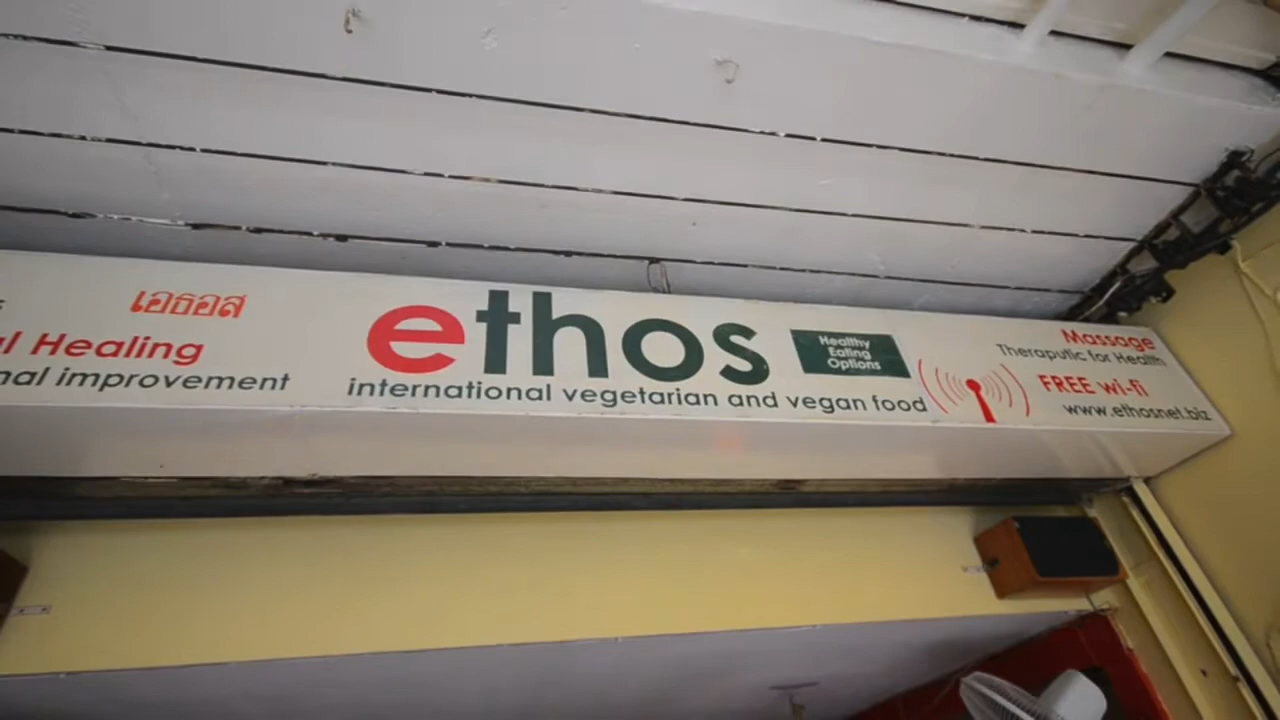 เอธอส
l Healing
nal improvement
ethos
international vegetarian and vegan food
Healthy
Eating
Options
Massage
Theraputic for Health
FREE wi-fi
www.ethosnet.biz